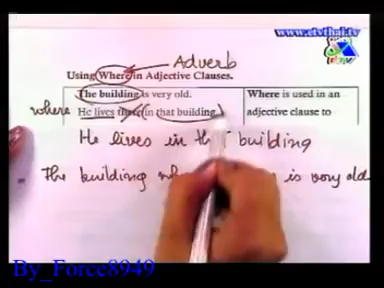 www.etvthai.tv
Adverb
Using Where in Adjective Clauses.
The building is very old.
Where is used in an
where He lives there (in that building.)
adjective clause to
He lives in building
The building is very old
By_Force8949